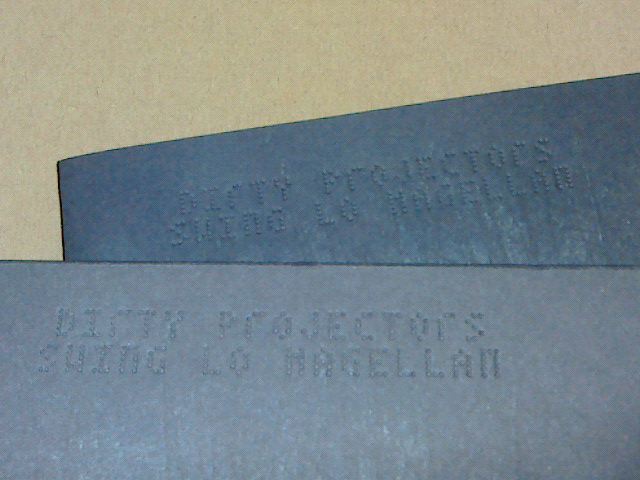 DIrTY PrOJECTOrS
SWING LO MAGELLAN
DIrTY PrOJECTOrS
SWING LO MAGELLAN